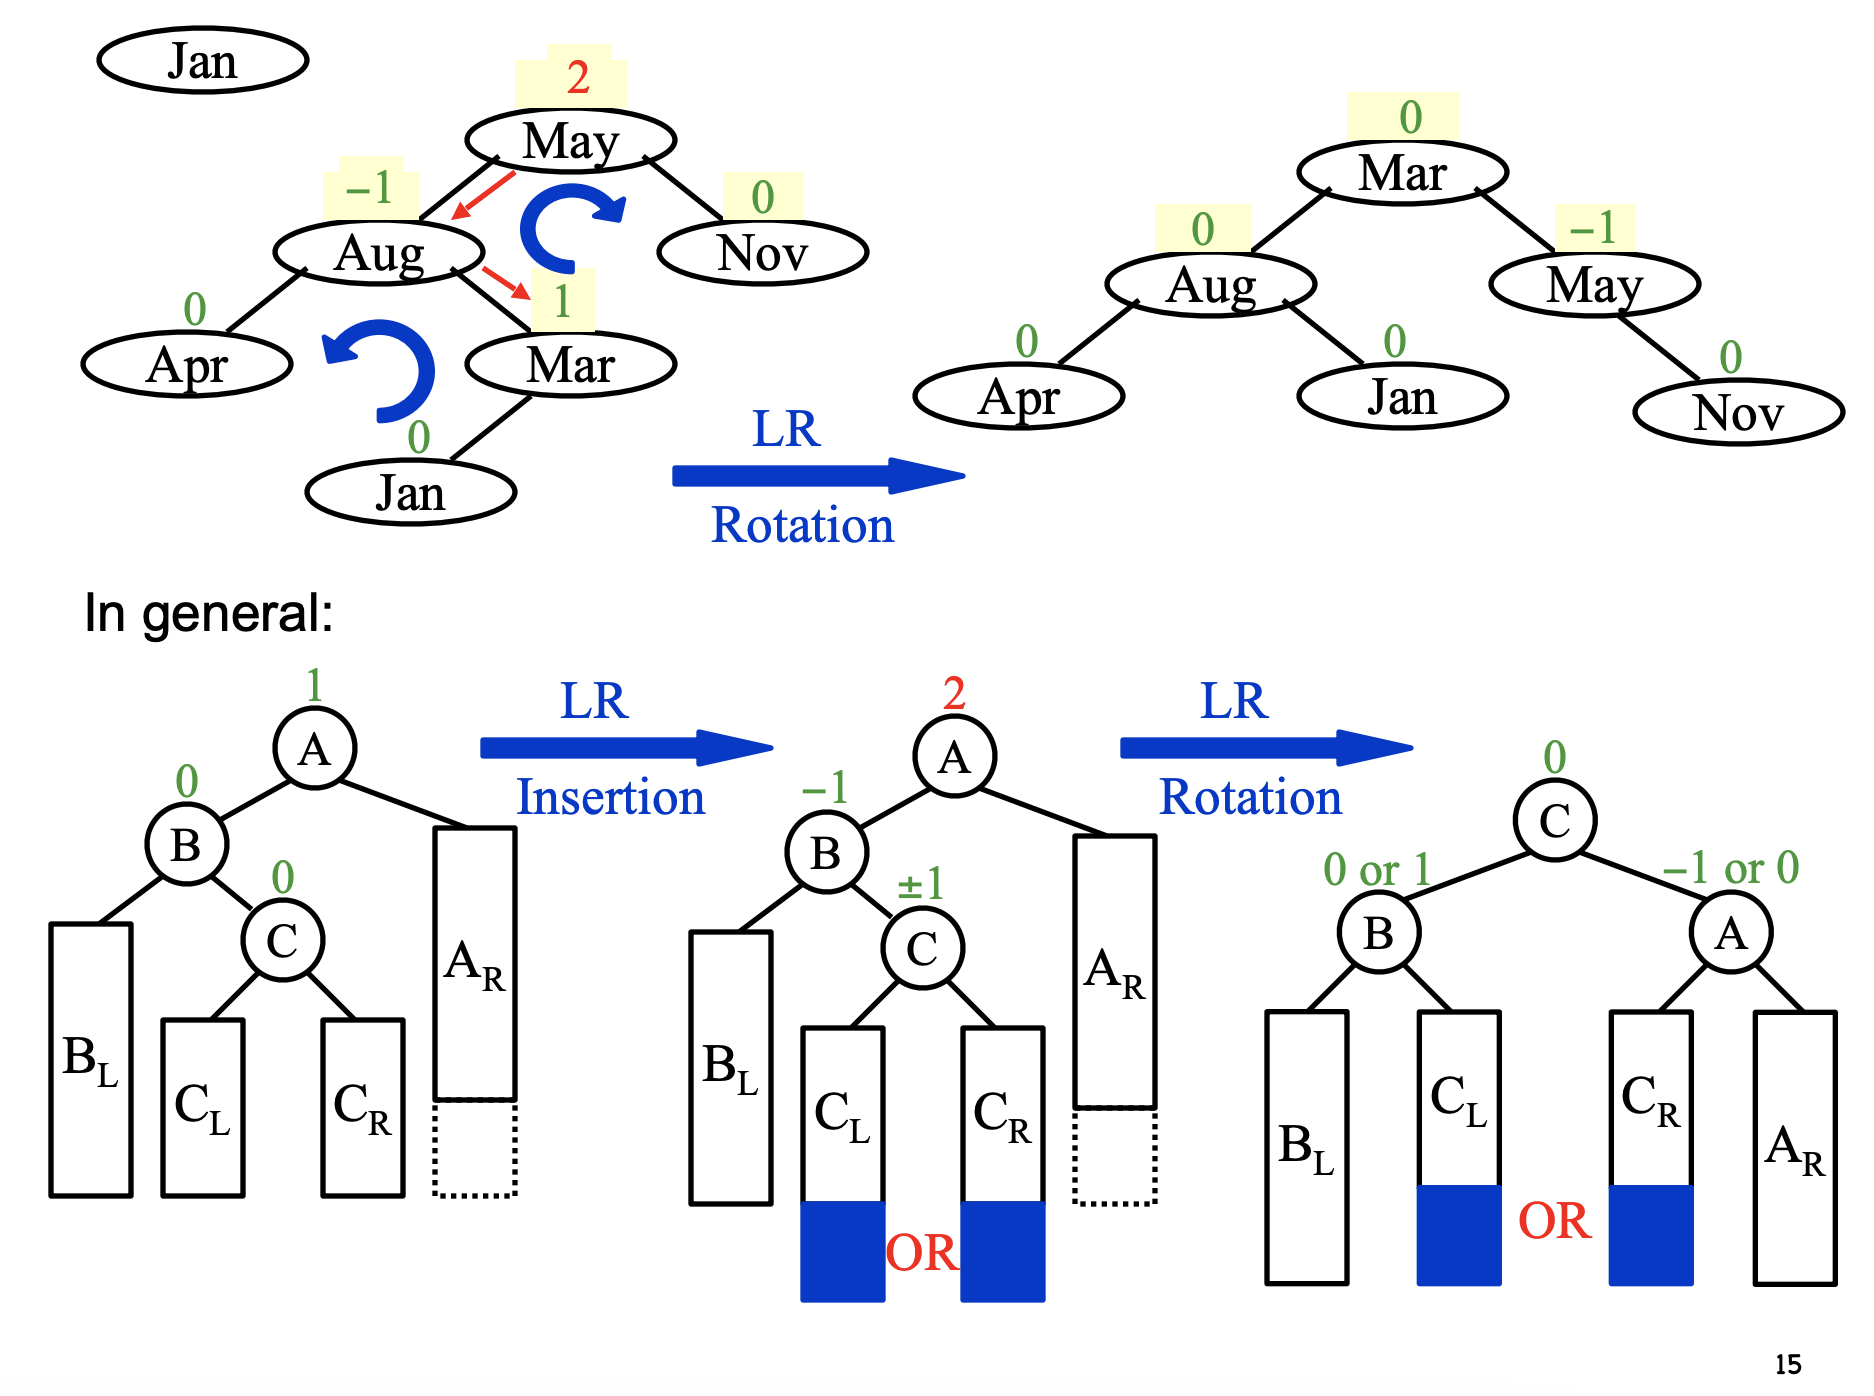 Jan
2
May
−1
0
Aug
Nov
0
1
Apr
Mar
0
Jan
LR
Rotation
0
Mar
0
−1
Aug
May
0
0
0
Apr
Jan
Nov
In general:
1
A
0
B
0
C
A_R
B_L
C_L
C_R
LR
Insertion
2
A
−1
B
±1
C
A_R
B_L
C_L
C_R
OR
LR
Rotation
0
C
0 or 1
−1 or 0
B
A
B_L
C_L
C_R
A_R
OR
15